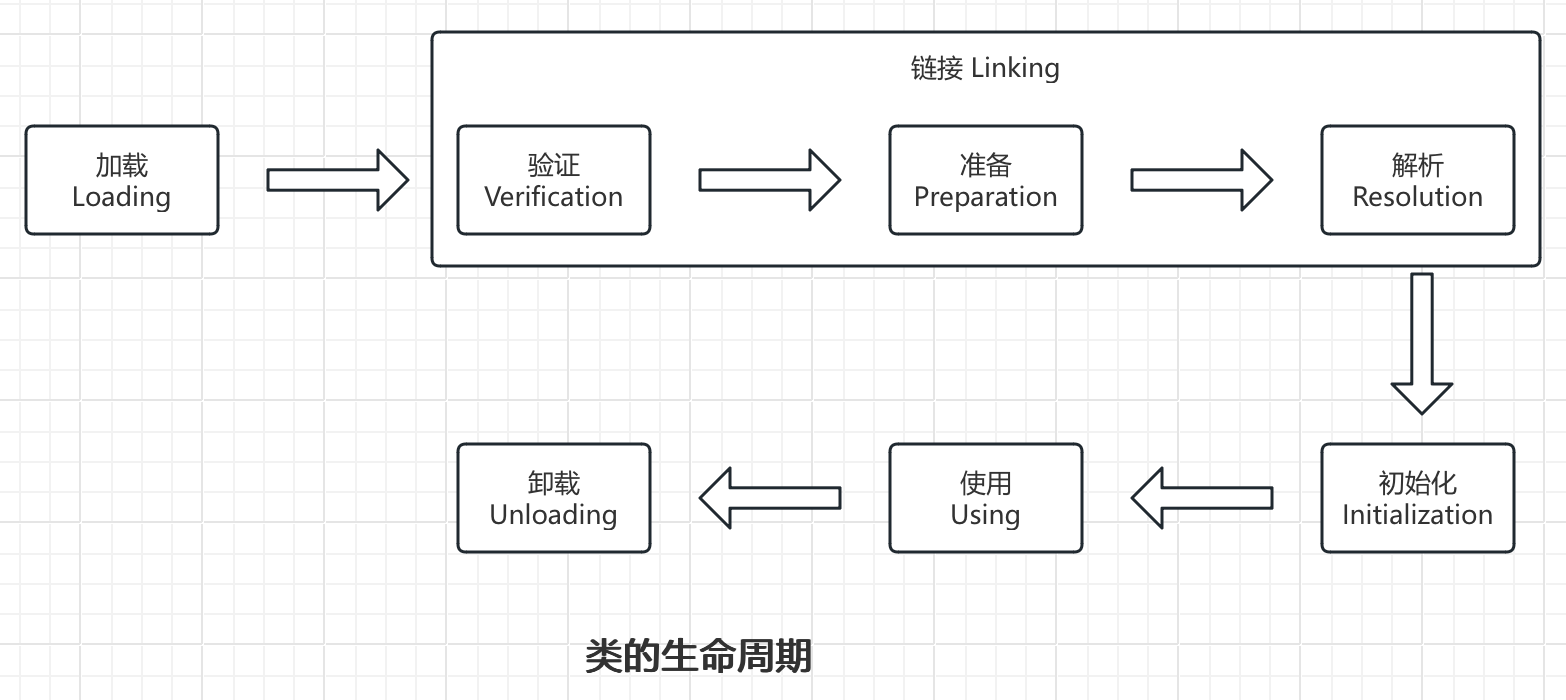 链接 Linking
加载
Loading
验证
Verification
准备
Preparation
解析
Resolution
卸载
Unloading
使用
Using
初始化
Initialization
类的生命周期